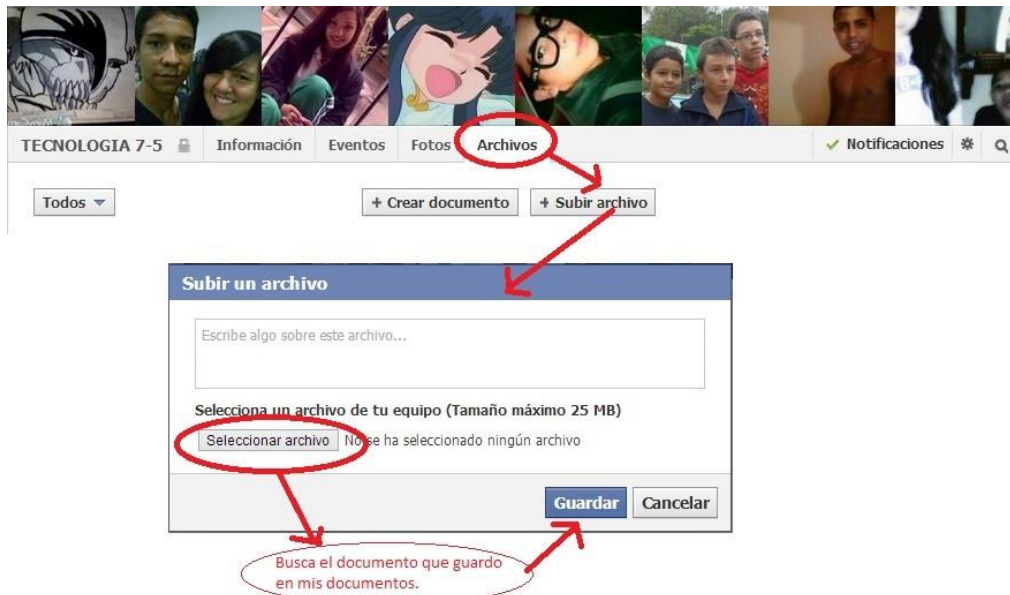 TECNOLOGIA 7-5 Información Eventos Fotos Archivos Notificaciones
Todos + Crear documento + Subir archivo
Subir un archivo
Escribe algo sobre este archivo...
Selecciona un archivo de tu equipo (Tamaño máximo 25 MB)
Seleccionar archivo No se ha seleccionado ningún archivo
Guardar Cancelar
Busca el documento que guardo
en mis documentos.